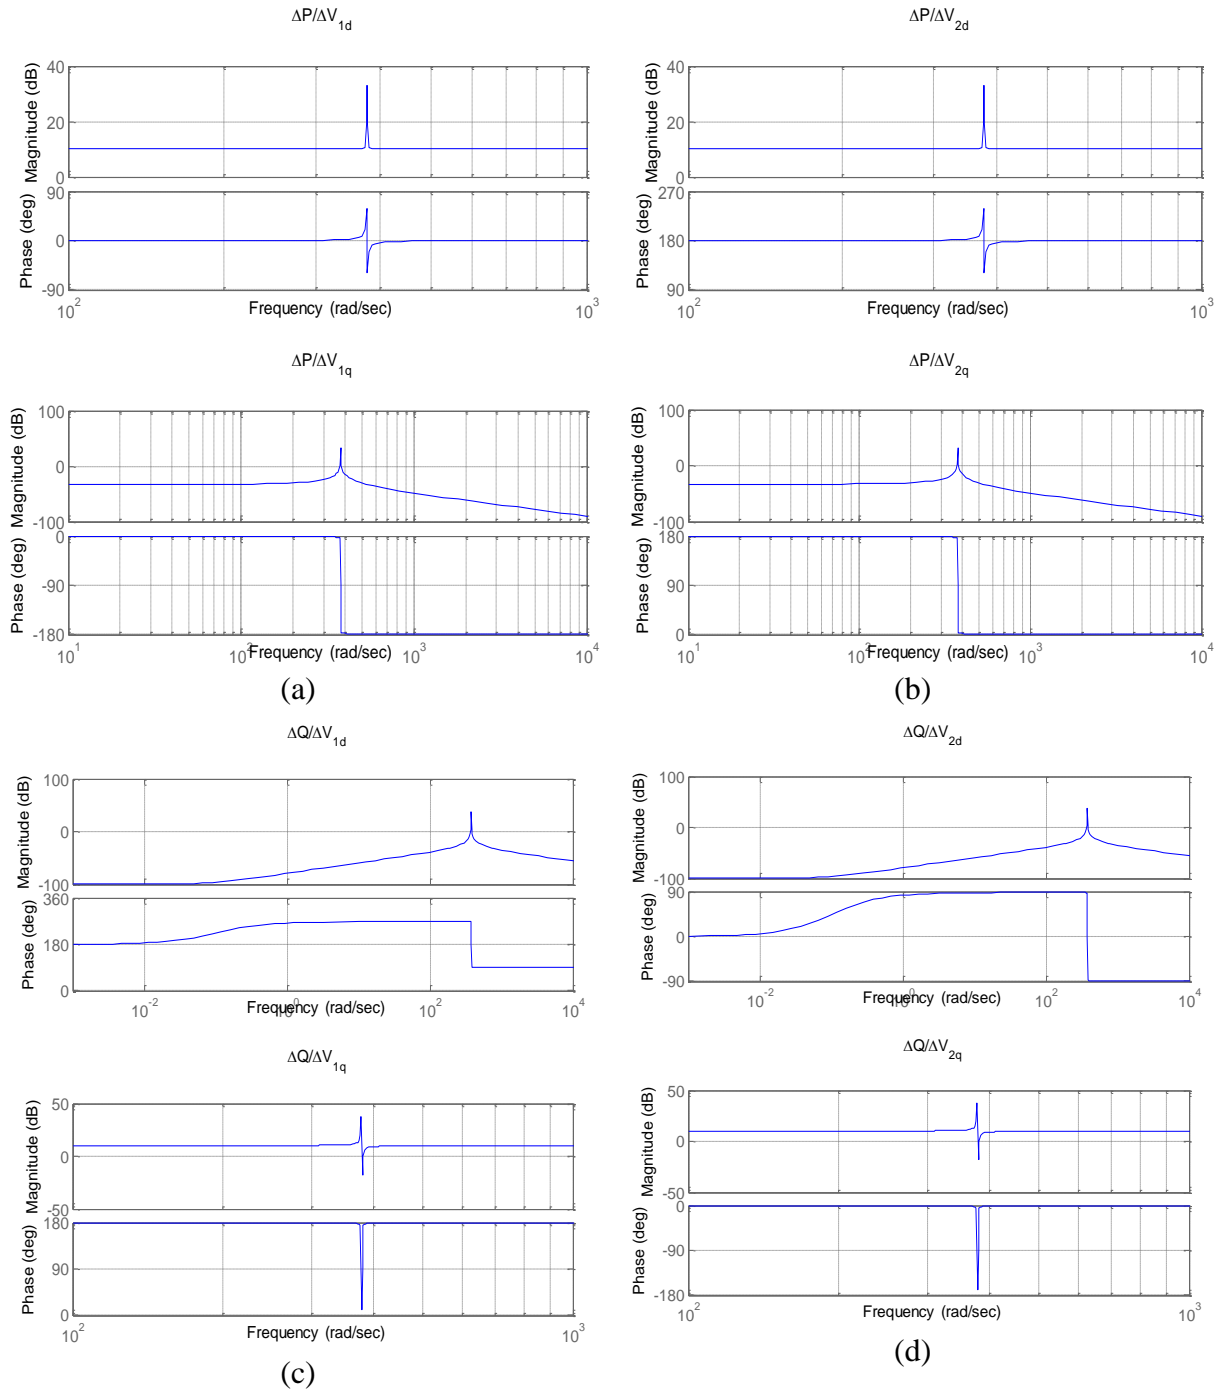 ΔP/ΔV1d
Magnitude (dB)
40
20
0
Phase (deg)
90
0
-90
10^2
10^3
Frequency (rad/sec)
ΔP/ΔV2d
Magnitude (dB)
40
20
0
Phase (deg)
270
180
90
10^2
10^3
Frequency (rad/sec)
ΔP/ΔV1q
Magnitude (dB)
100
0
-100
Phase (deg)
0
-90
-180
10^1
10^2
10^3
10^4
Frequency (rad/sec)
(a)
ΔP/ΔV2q
Magnitude (dB)
100
0
-100
Phase (deg)
180
90
0
10^1
10^2
10^3
10^4
Frequency (rad/sec)
(b)
ΔQ/ΔV1d
Magnitude (dB)
100
0
-100
Phase (deg)
360
180
0
10^-2
10^0
10^2
10^4
Frequency (rad/sec)
ΔQ/ΔV2d
Magnitude (dB)
100
0
-100
Phase (deg)
90
0
-90
10^-2
10^0
10^2
10^4
Frequency (rad/sec)
ΔQ/ΔV1q
Magnitude (dB)
50
0
-50
Phase (deg)
180
90
0
10^2
10^3
Frequency (rad/sec)
(c)
ΔQ/ΔV2q
Magnitude (dB)
50
0
-50
Phase (deg)
0
-90
-180
10^2
10^3
Frequency (rad/sec)
(d)